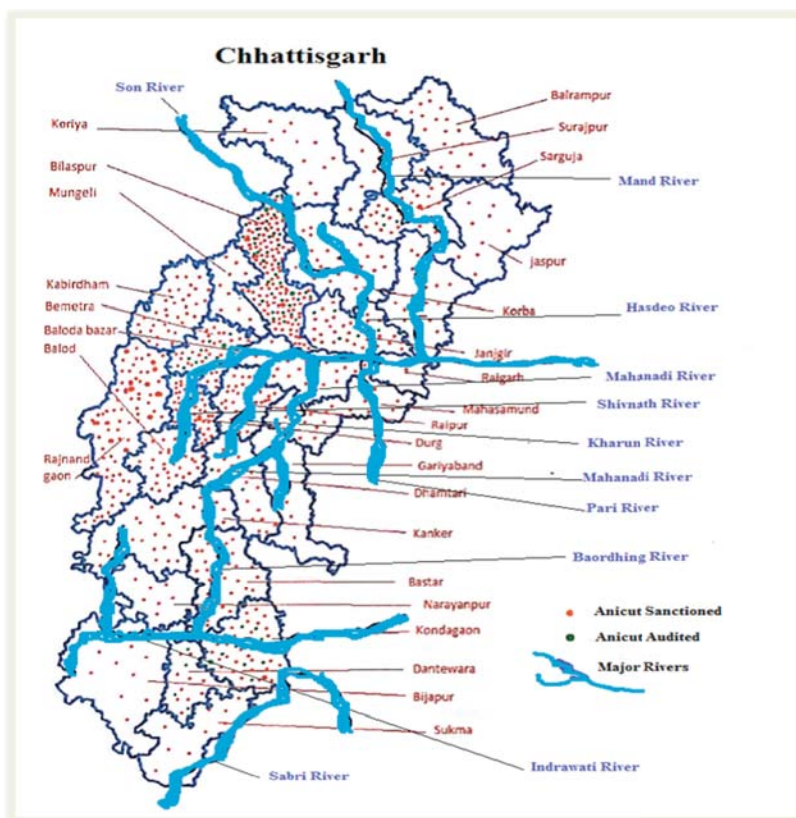 Chhattisgarh
Son River
Balrampur
Koriya
Surajpur
Bilaspur
Sarguja
Mungeli
Mand River
jaspur
Kabirdham
Bemetra
Korba
Hasdeo River
Baloda bazar
Balod
Janjgir
Raigarh
Mahanadi River
Mahasamund
Shivnath River
Raipur
Durg
Kharun River
Rajnand
gaon
Gariyaband
Mahanadi River
Dhamtari
Pari River
Kanker
Baordhing River
Bastar
Narayanpur
Anicut Sanctioned
Kondagaon
Anicut Audited
Dantewara
Major Rivers
Bijapur
Sukma
Indrawati River
Sabri River